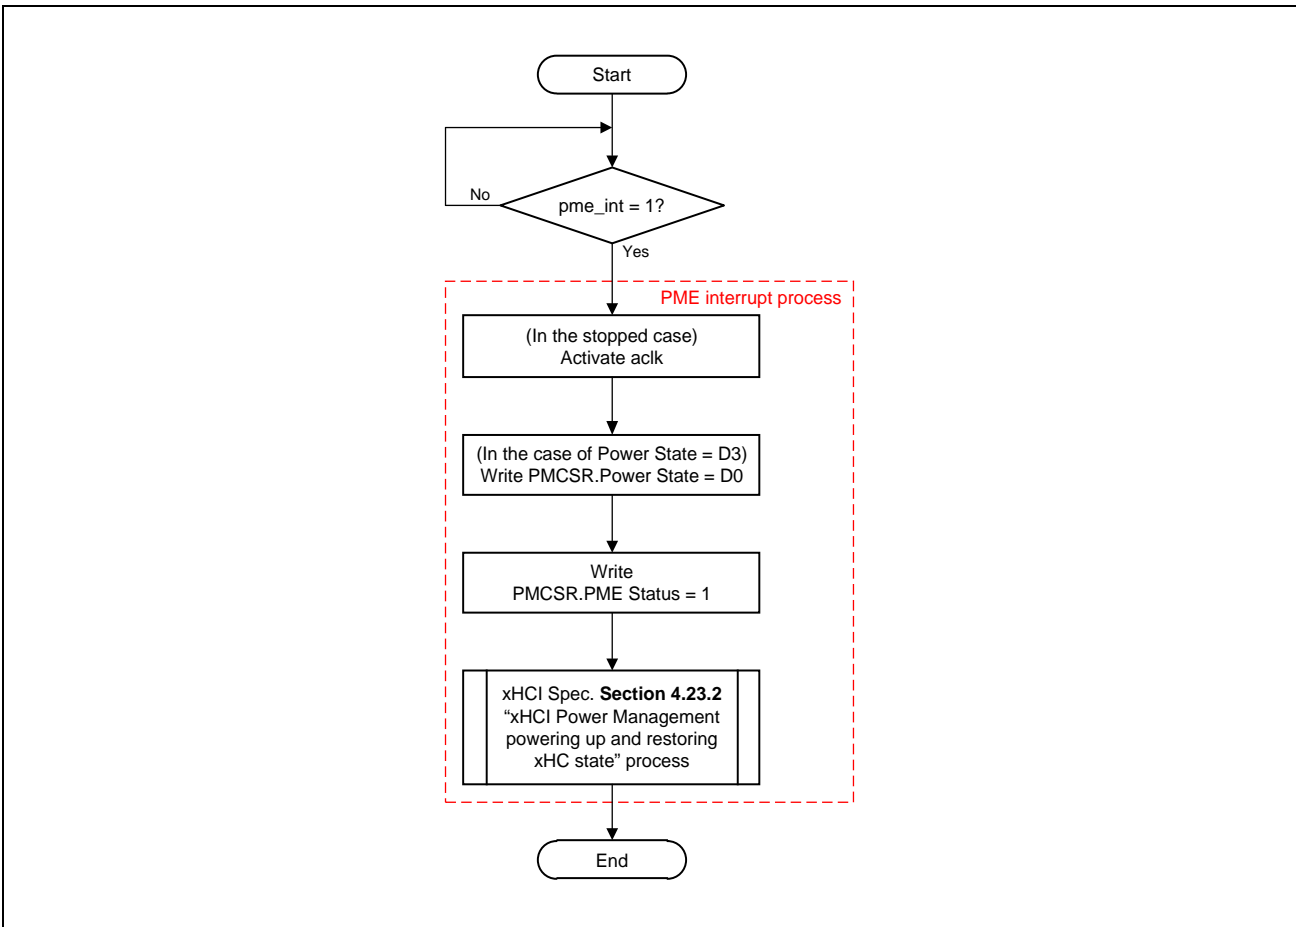 Start
No
pme_int = 1?
Yes
PME interrupt process
(In the stopped case)
Activate aclk
(In the case of Power State = D3)
Write PMCSR.Power State = D0
Write
PMCSR.PME Status = 1
xHCI Spec. Section 4.23.2
“xHCI Power Management
powering up and restoring
xHC state” process
End